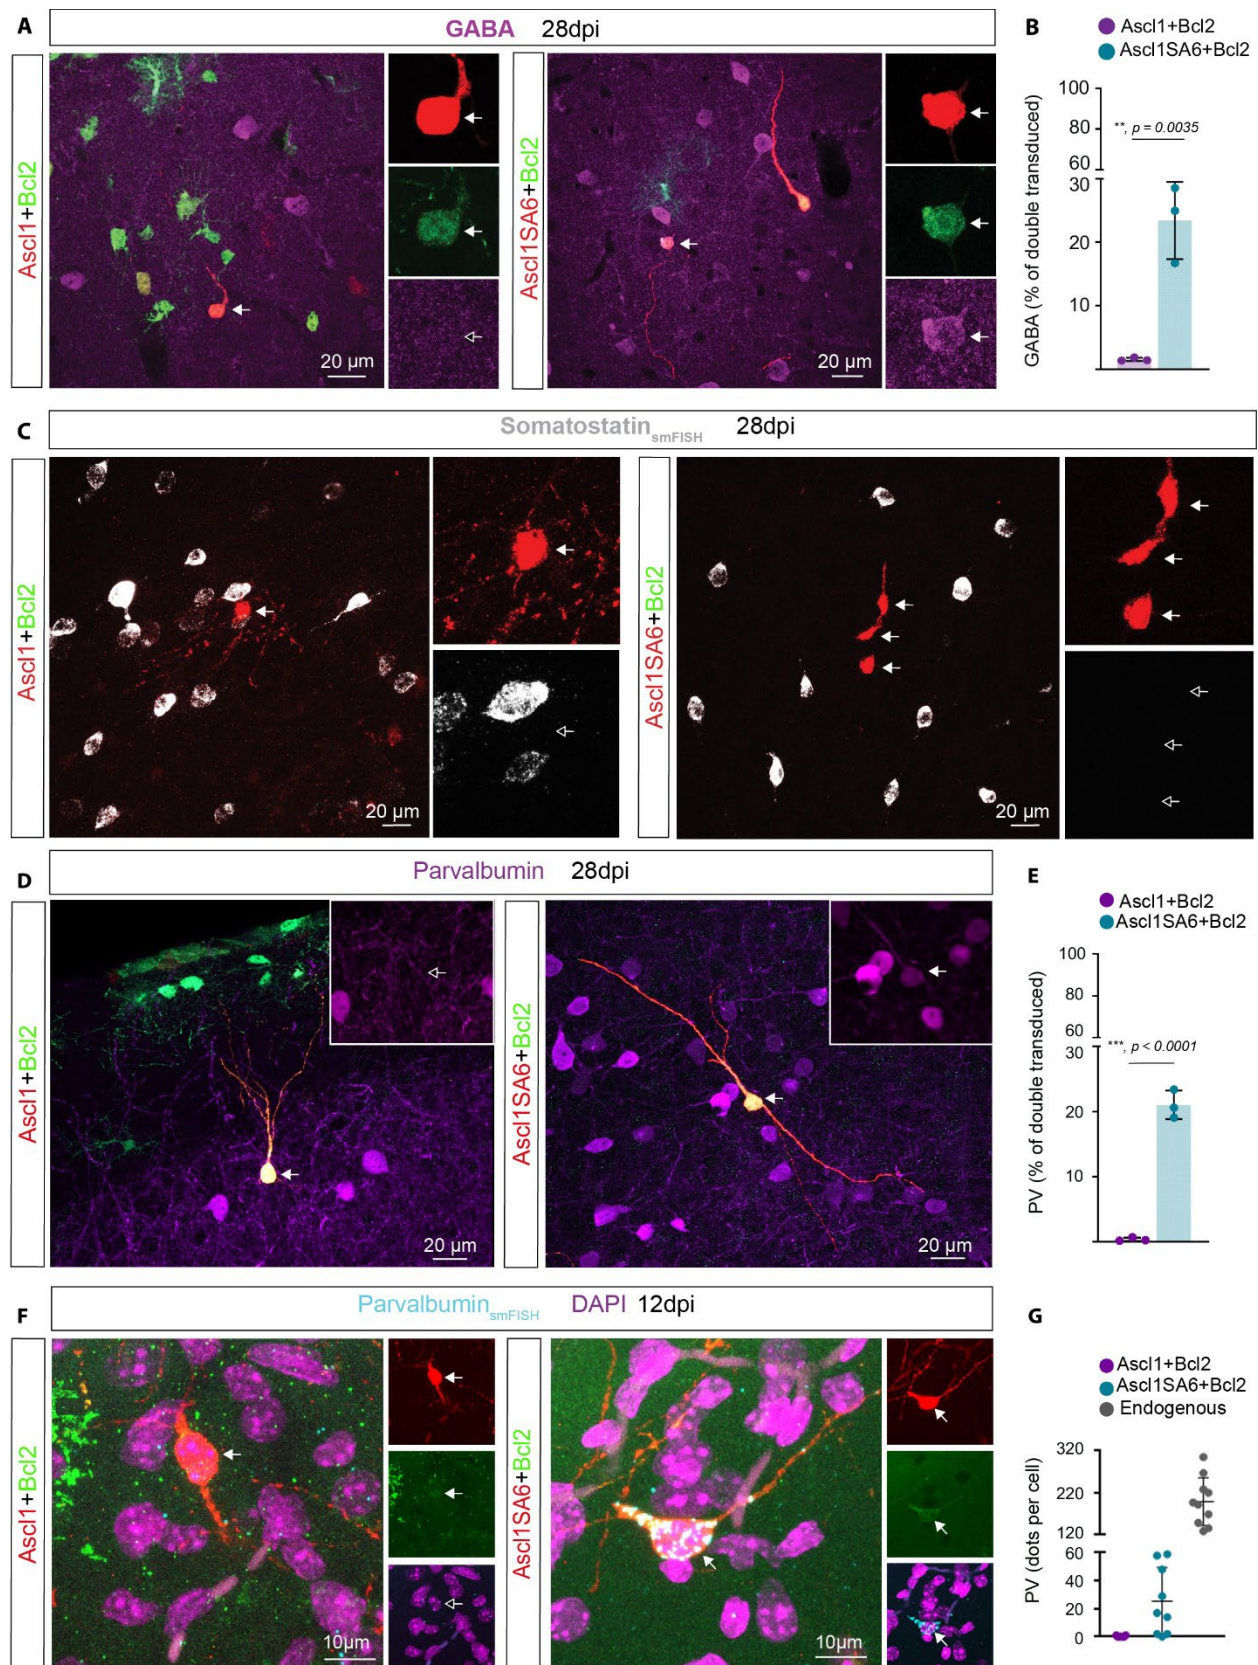 A
GABA 28dpi
Ascl1+Bcl2
20 µm
Ascl1SA6+Bcl2
20 µm
B
Ascl1+Bcl2
Ascl1SA6+Bcl2
GABA (% of double transduced)
100
80
60
30
20
10
**, p = 0.0035
C
Somatostatin smFISH 28dpi
Ascl1+Bcl2
20 µm
Ascl1SA6+Bcl2
20 µm
D
Parvalbumin 28dpi
Ascl1+Bcl2
20 µm
Ascl1SA6+Bcl2
20 µm
E
Ascl1+Bcl2
Ascl1SA6+Bcl2
PV (% of double transduced)
100
80
60
30
20
10
***, p < 0.0001
F
Parvalbumin smFISH DAPI 12dpi
Ascl1+Bcl2
10µm
Ascl1SA6+Bcl2
10µm
G
Ascl1+Bcl2
Ascl1SA6+Bcl2
Endogenous
PV (dots per cell)
320
220
120
60
40
20
0